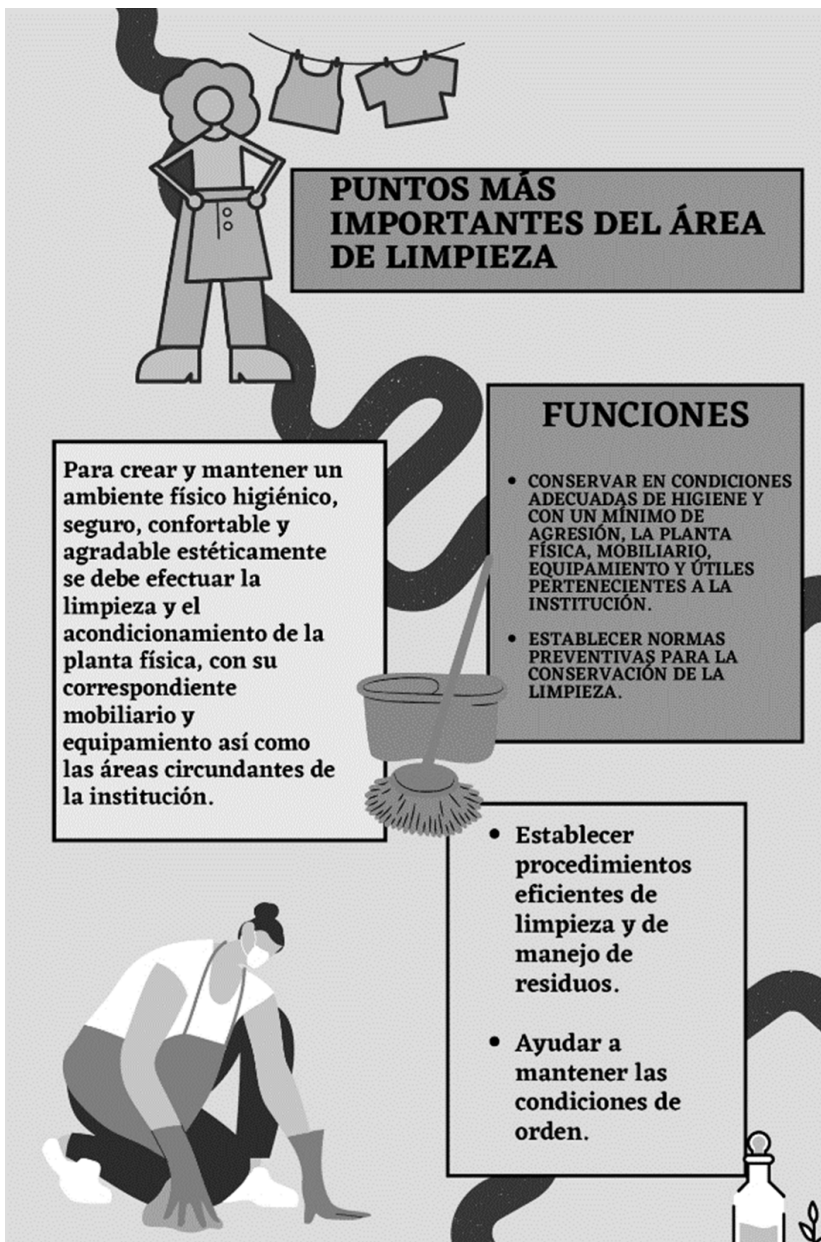 PUNTOS MÁS
IMPORTANTES DEL ÁREA
DE LIMPIEZA
Para crear y mantener un
ambiente físico higiénico,
seguro, confortable y
agradable estéticamente
se debe efectuar la
limpieza y el
acondicionamiento de la
planta física, con su
correspondiente
mobiliario y
equipamiento así como
las áreas circundantes de
la institución.
FUNCIONES
• CONSERVAR EN CONDICIONES
ADECUADAS DE HIGIENE Y
CON UN MÍNIMO DE
AGRESIÓN, LA PLANTA
FÍSICA, MOBILIARIO,
EQUIPAMIENTO Y ÚTILES
PERTENECIENTES A LA
INSTITUCIÓN.
• ESTABLECER NORMAS
PREVENTIVAS PARA LA
CONSERVACIÓN DE LA
LIMPIEZA.
• Establecer
procedimientos
eficientes de
limpieza y de
manejo de
residuos.
• Ayudar a
mantener las
condiciones de
orden.